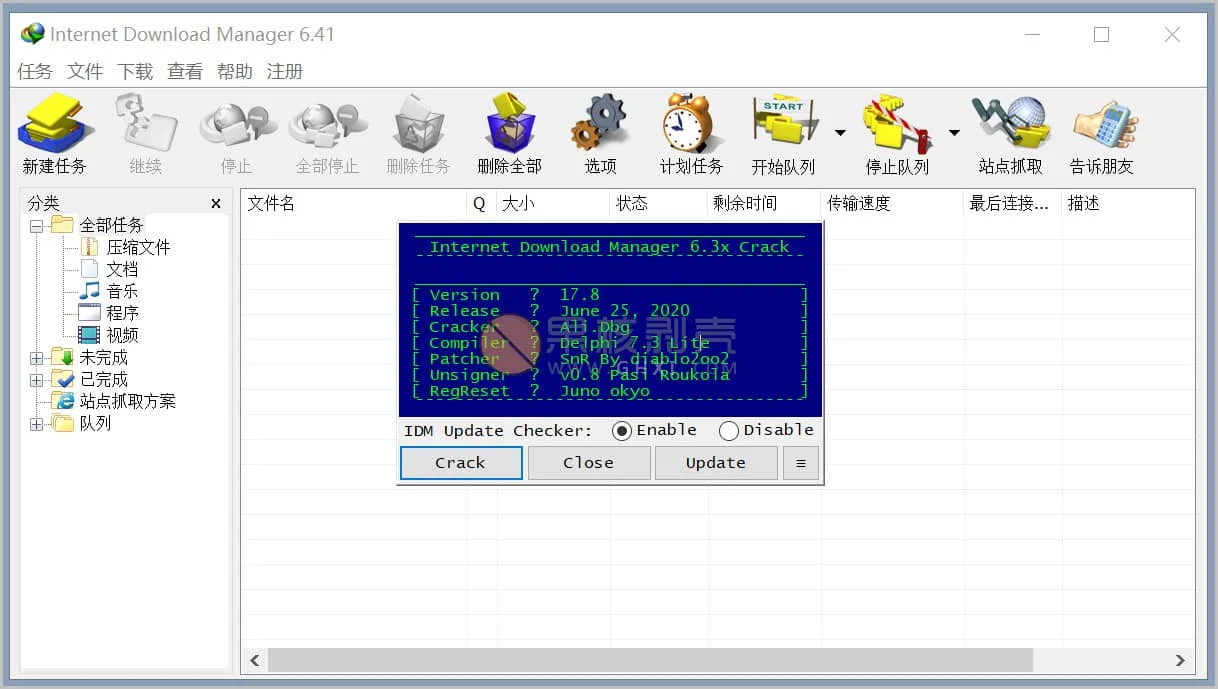 Internet Download Manager 6.41
任务 文件 下载 查看 帮助 注册
新建任务 继续 停止 全部停止 删除任务 删除全部 选项 计划任务 START 开始队列 停止队列 站点抓取 告诉朋友
分类 x
文件名 Q 大小 状态 剩余时间 传输速度 最后连接... 描述
全部任务
压缩文件
文档
音乐
程序
视频
未完成
已完成
站点抓取方案
队列
Internet Download Manager 6.3x Crack
[ Version ? 17.8 ]
[ Release ? June 25, 2020 ]
[ Cracker ? Ali.Dbg ]
[ Compiler ? Delphi 7.3 Lite ]
[ Patcher ? SnR By diablo2oo2 ]
[ Unsigner ? v0.8 Pasi Ruokola ]
[ RegReset ? Juno_okyo ]
果核剥壳
WWW.GHXI.COM
IDM Update Checker: Enable Disable
Crack Close Update ≡